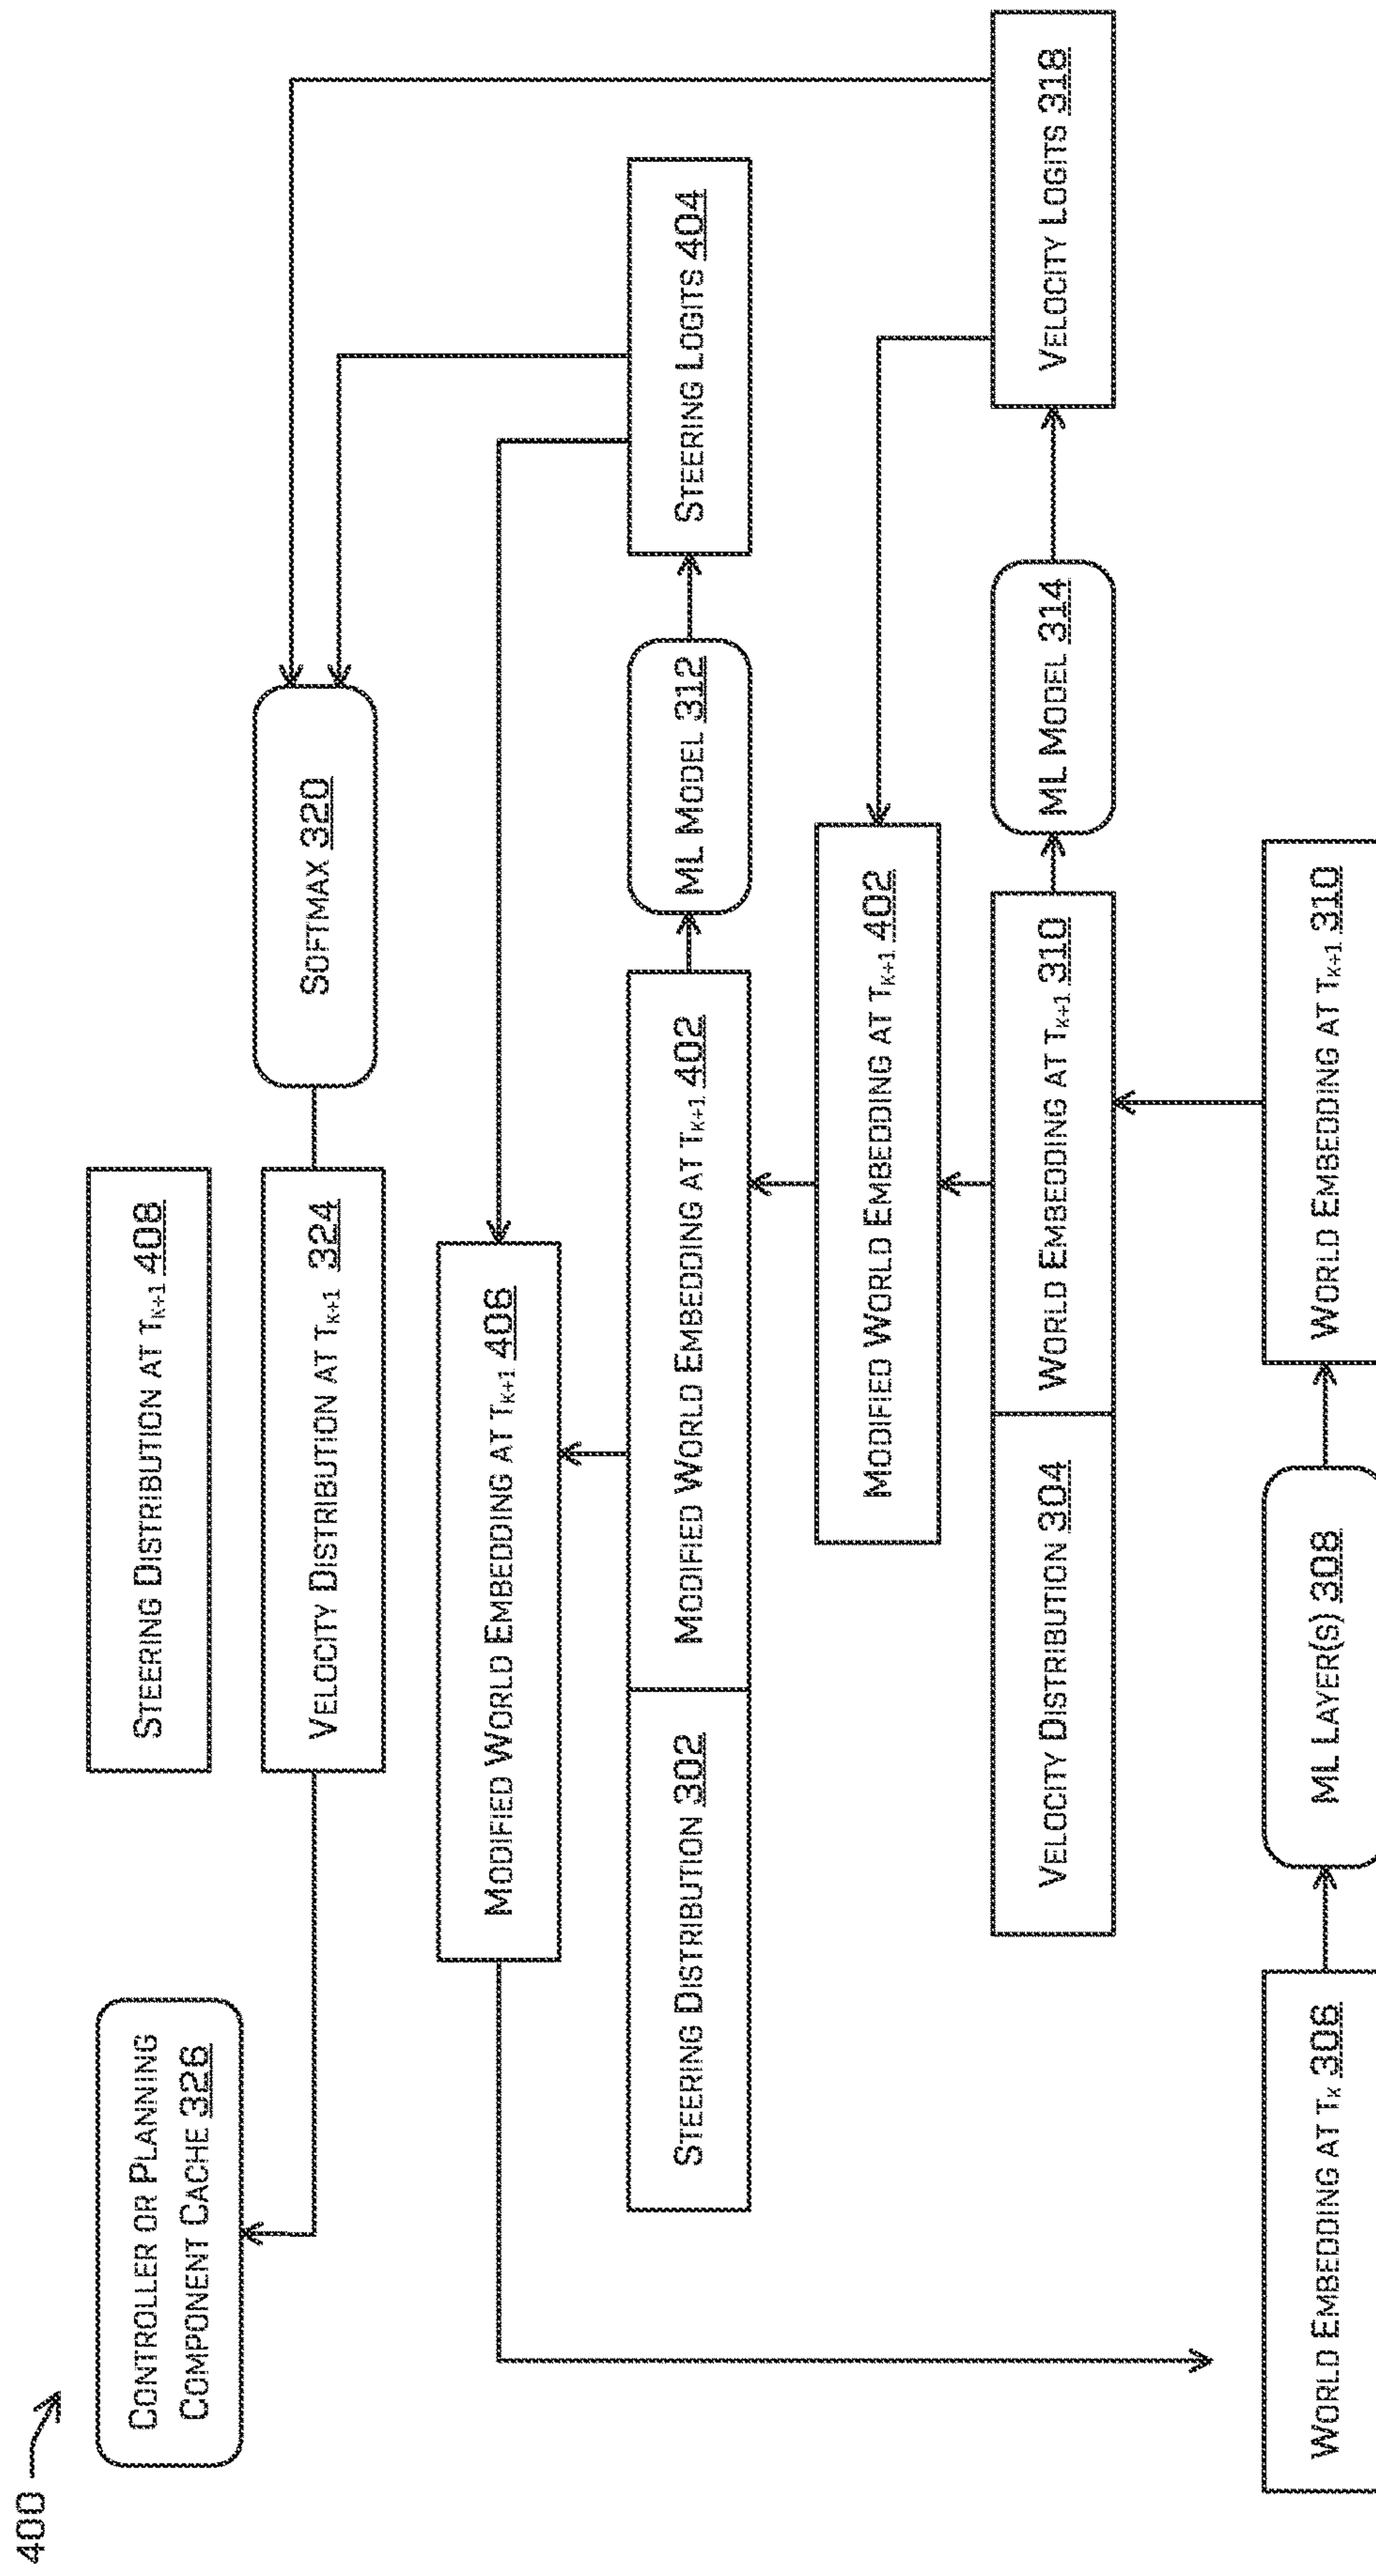 400
CONTROLLER OR PLANNING
COMPONENT CACHE 326
STEERING DISTRIBUTION AT TK+1 408
VELOCITY DISTRIBUTION AT TK+1 324
SOFTMAX 320
MODIFIED WORLD EMBEDDING AT TK+1 406
STEERING DISTRIBUTION 302
MODIFIED WORLD EMBEDDING AT TK+1 402
ML MODEL 312
STEERING LOGITS 404
MODIFIED WORLD EMBEDDING AT TK+1 402
VELOCITY DISTRIBUTION 304
WORLD EMBEDDING AT TK+1 310
ML MODEL 314
VELOCITY LOGITS 318
WORLD EMBEDDING AT TK 306
ML LAYER(S) 308
WORLD EMBEDDING AT TK+1 310